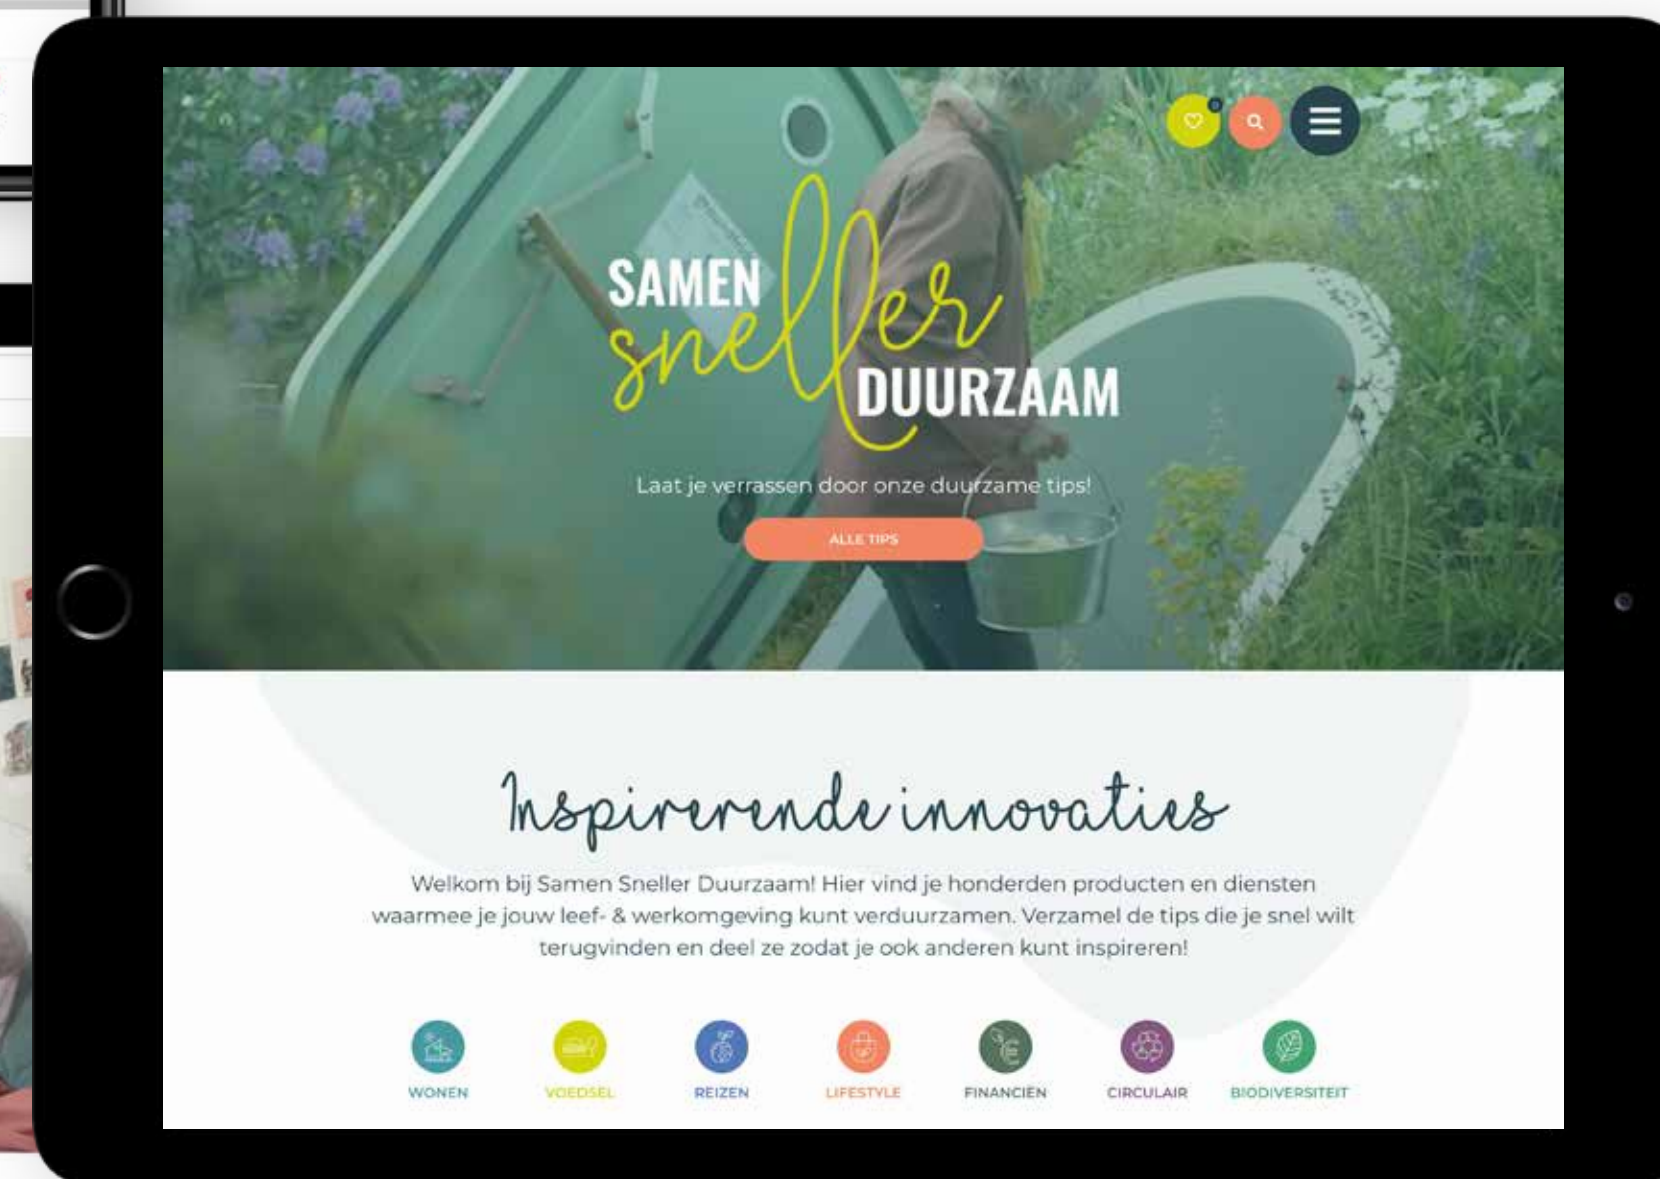 0
SAMEN
sneller
DUURZAAM
Laat je verrassen door onze duurzame tips!
ALLE TIPS
Inspirerende innovaties
Welkom bij Samen Sneller Duurzaam! Hier vind je honderden producten en diensten
waarmee je jouw leef- & werkomgeving kunt verduurzamen. Verzamel de tips die je snel wilt
terugvinden en deel ze zodat je ook anderen kunt inspireren!
WONEN
VOEDSEL
REIZEN
LIFESTYLE
FINANCIËN
CIRCULAIR
BIODIVERSITEIT